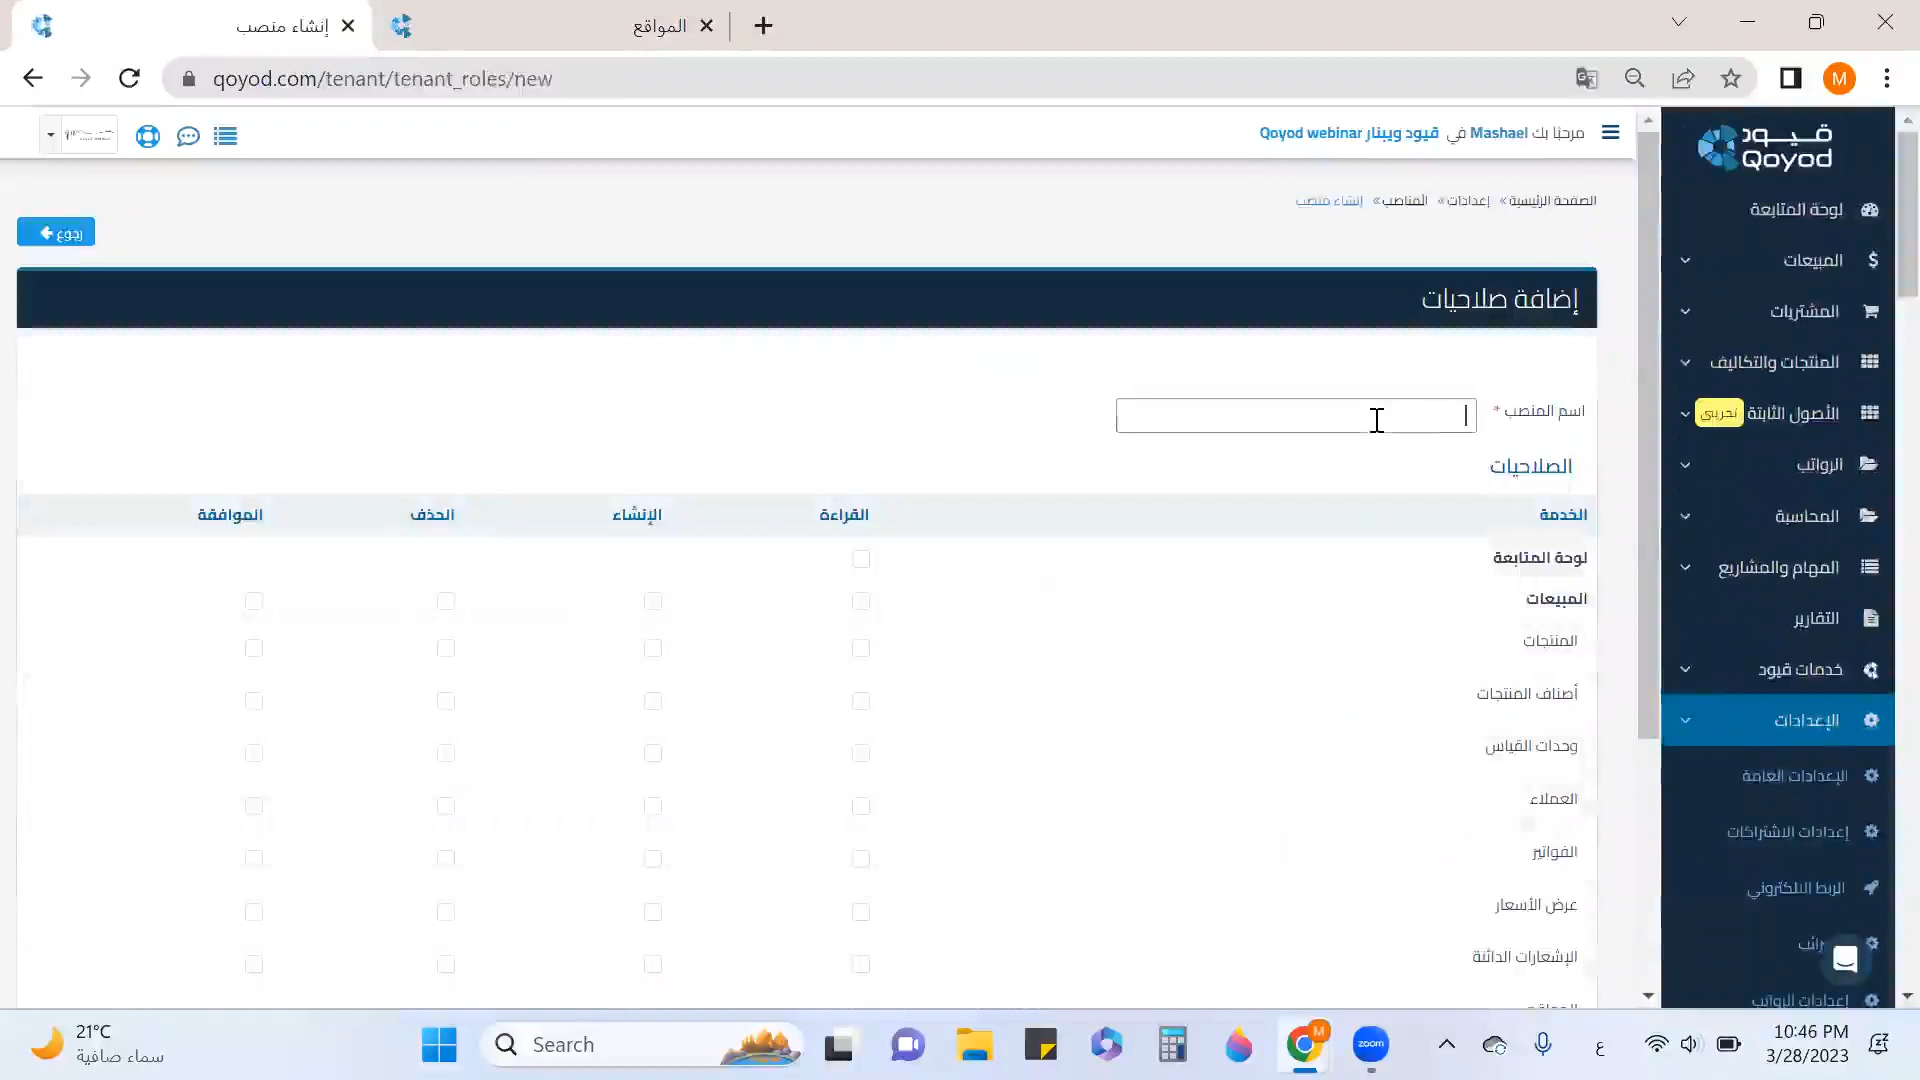 إنشاء منصب
المواقع
qoyod.com/tenant/tenant_roles/new
M
مرحبًا بك Mashael في قيود ويبنار Qoyod webinar
قيود
Qoyod
الصفحة الرئيسية » إعدادات » المناصب » إنشاء منصب
رجوع
إضافة صلاحيات
اسم المنصب *
الصلاحيات
الخدمة القراءة الإنشاء الحذف الموافقة
لوحة المتابعة
المبيعات
المنتجات
أصناف المنتجات
وحدات القياس
العملاء
الفواتير
عرض الأسعار
الإشعارات الدائنة
لوحة المتابعة
المبيعات
المشتريات
المنتجات والتكاليف
الأصول الثابتة تجريبي
الرواتب
المحاسبة
المهام والمشاريع
التقارير
خدمات قيود
الإعدادات
الإعدادات العامة
إعدادات الاشتراكات
الربط الالكتروني
إعدادات الرواتب
21°C
سماء صافية
Search
M
zoom
ع
10:46 PM
3/28/2023